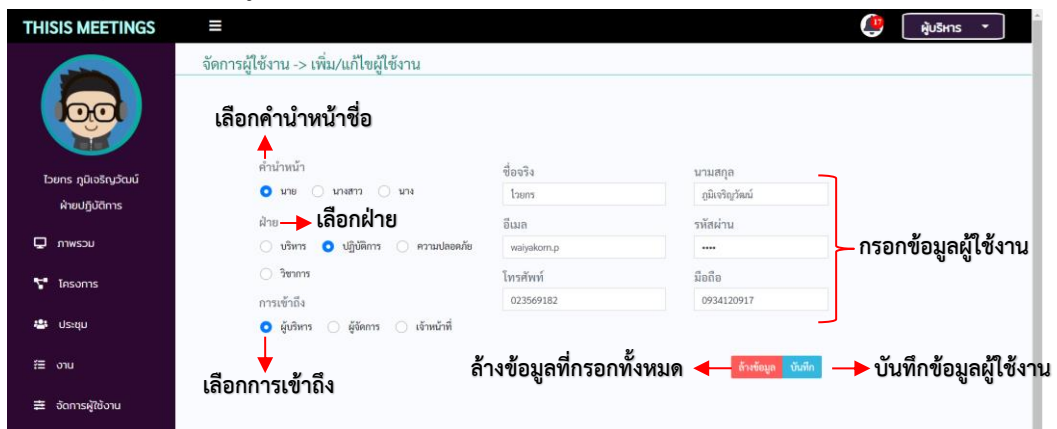 THISIS MEETINGS
17
ผู้บริหาร
ไวยกร ภูมิเจริญวัฒน์
ฝ่ายปฏิบัติการ
ภาพรวม
โครงการ
ประชุม
งาน
จัดการผู้ใช้งาน
จัดการผู้ใช้งาน -> เพิ่ม/แก้ไขผู้ใช้งาน
เลือกคำนำหน้าชื่อ
คำนำหน้า
นาย นางสาว นาง
ฝ่าย เลือกฝ่าย
บริหาร ปฏิบัติการ ความปลอดภัย
วิชาการ
การเข้าถึง
ผู้บริหาร ผู้จัดการ เจ้าหน้าที่
เลือกการเข้าถึง
ชื่อจริง นามสกุล
ไวยกร ภูมิเจริญวัฒน์
อีเมล รหัสผ่าน
waiyakorn.p ••••
โทรศัพท์ มือถือ
023569182 0934120917
กรอกข้อมูลผู้ใช้งาน
ล้างข้อมูลที่กรอกทั้งหมด ล้างข้อมูล บันทึก บันทึกข้อมูลผู้ใช้งาน